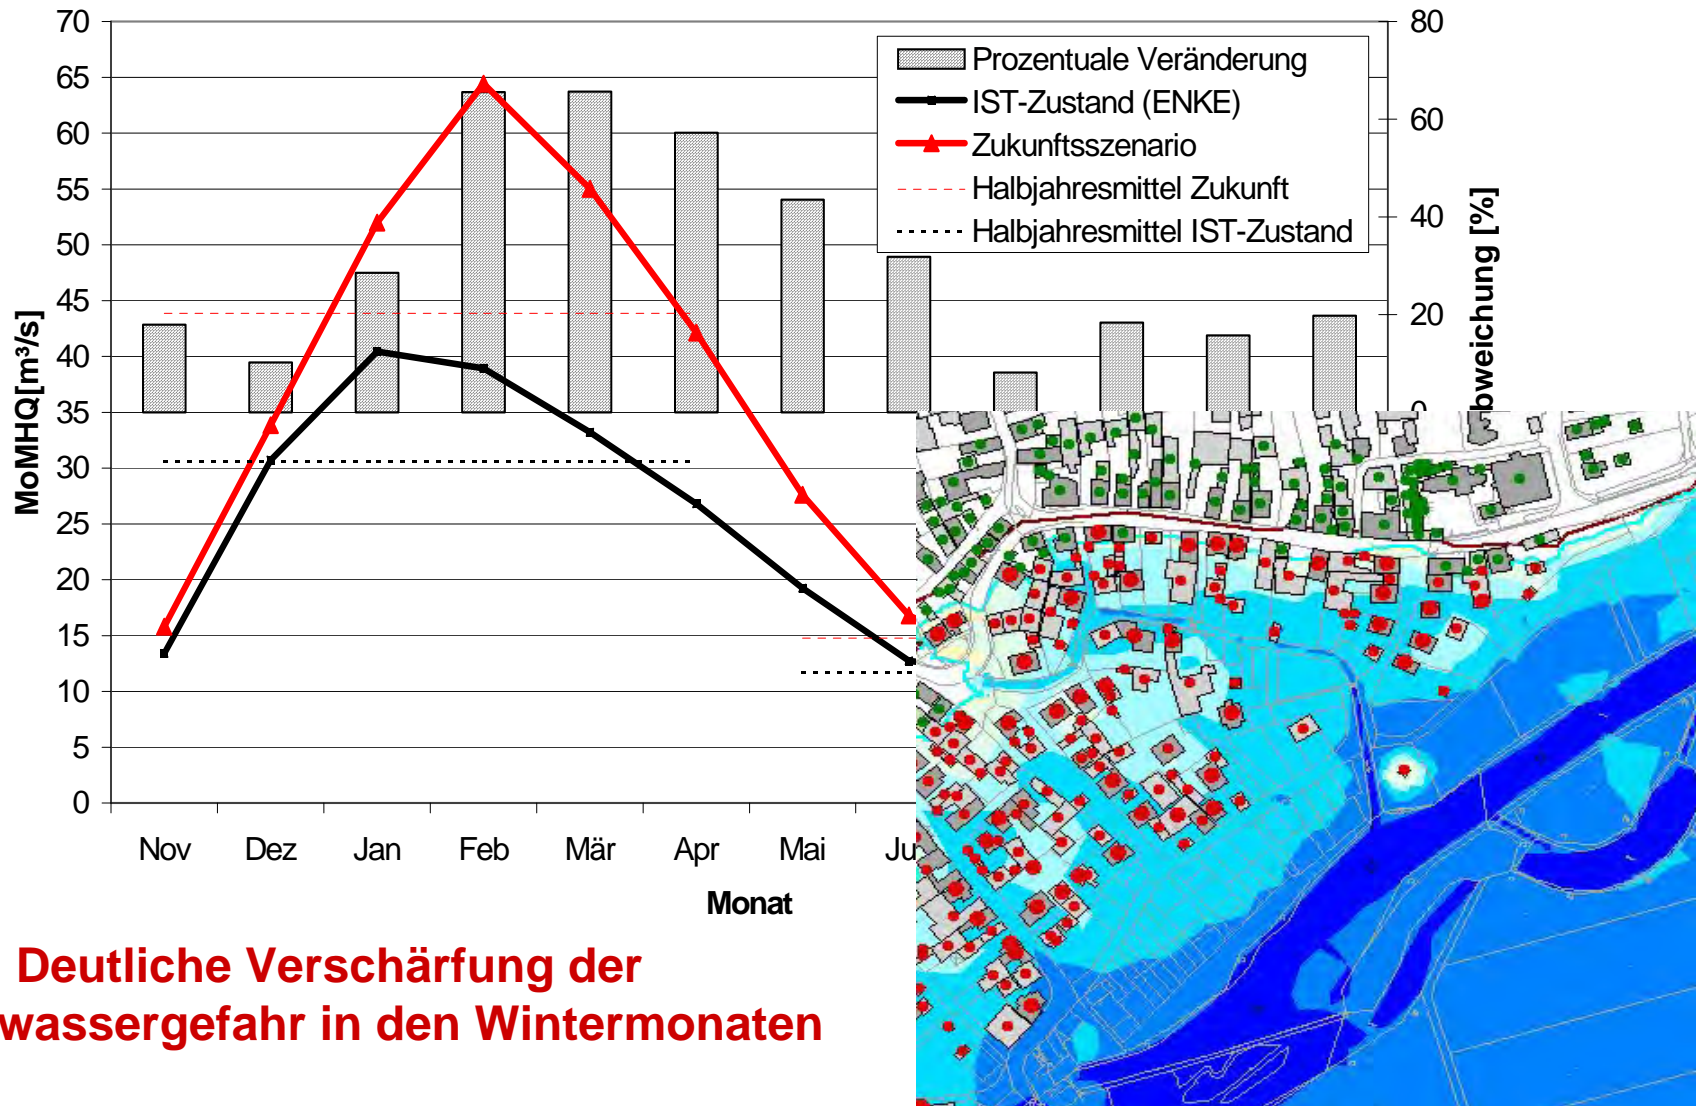 70
65
60
55
50
45
40
35
30
25
20
15
10
5
0
MoMHQ[m³/s]
80
60
40
20
0
bweichung [%]
Prozentuale Veränderung
IST-Zustand (ENKE)
Zukunftsszenario
Halbjahresmittel Zukunft
Halbjahresmittel IST-Zustand
Nov Dez Jan Feb Mär Apr Mai Ju
Monat
Deutliche Verschärfung der
wassergefahr in den Wintermonaten